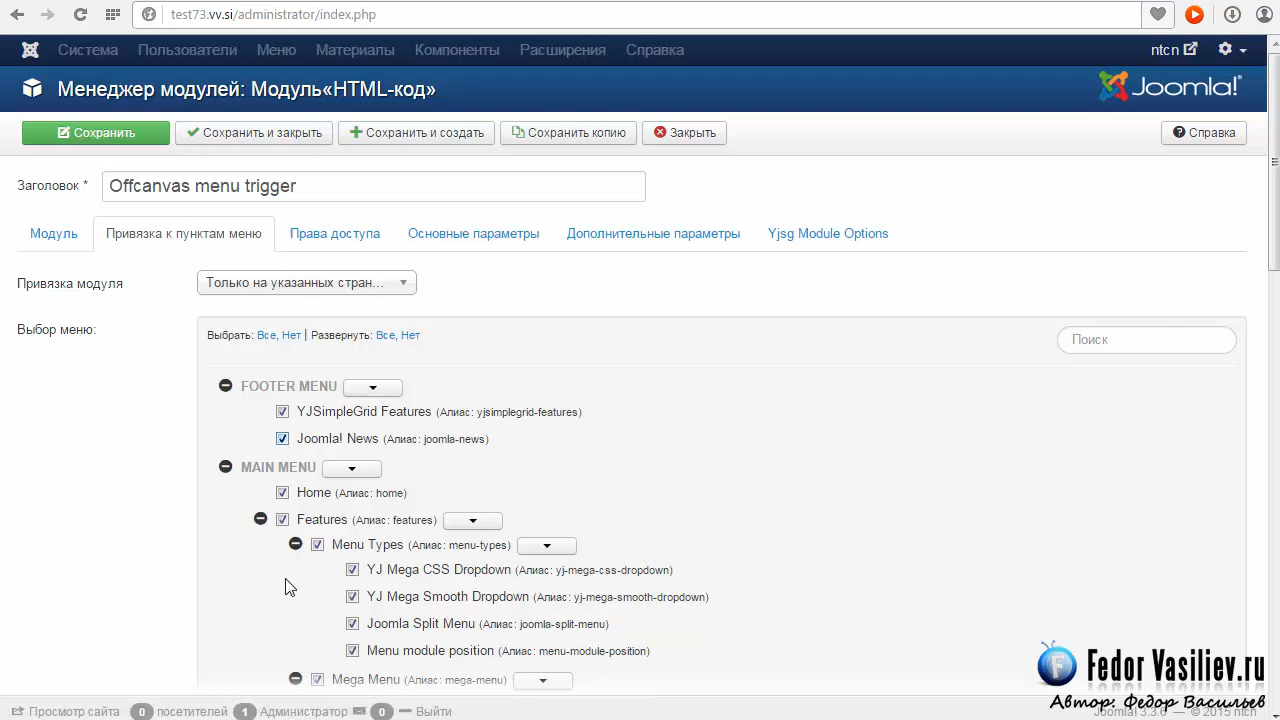 test73.vv.si/administrator/index.php
Система Пользователи Меню Материалы Компоненты Расширения Справка ntcn
Менеджер модулей: Модуль«HTML-код» Joomla!®
Сохранить Сохранить и закрыть Сохранить и создать Сохранить копию Закрыть Справка
Заголовок * Offcanvas menu trigger
Модуль Привязка к пунктам меню Права доступа Основные параметры Дополнительные параметры Yjsg Module Options
Привязка модуля Только на указанных стран...
Выбор меню: Выбрать: Все, Нет | Развернуть: Все, Нет Поиск
FOOTER MENU
YJSimpleGrid Features (Алиас: yjsimplegrid-features)
Joomla! News (Алиас: joomla-news)
MAIN MENU
Home (Алиас: home)
Features (Алиас: features)
Menu Types (Алиас: menu-types)
YJ Mega CSS Dropdown (Алиас: yj-mega-css-dropdown)
YJ Mega Smooth Dropdown (Алиас: yj-mega-smooth-dropdown)
Joomla Split Menu (Алиас: joomla-split-menu)
Menu module position (Алиас: menu-module-position)
Mega Menu (Алиас: mega-menu)
Fedor Vasiliev.ru
Автор: Федор Васильев
Просмотр сайта 0 посетителей 1 Администратор 0 Выйти Joomla! 3.3.6 — © 2015 ntcn